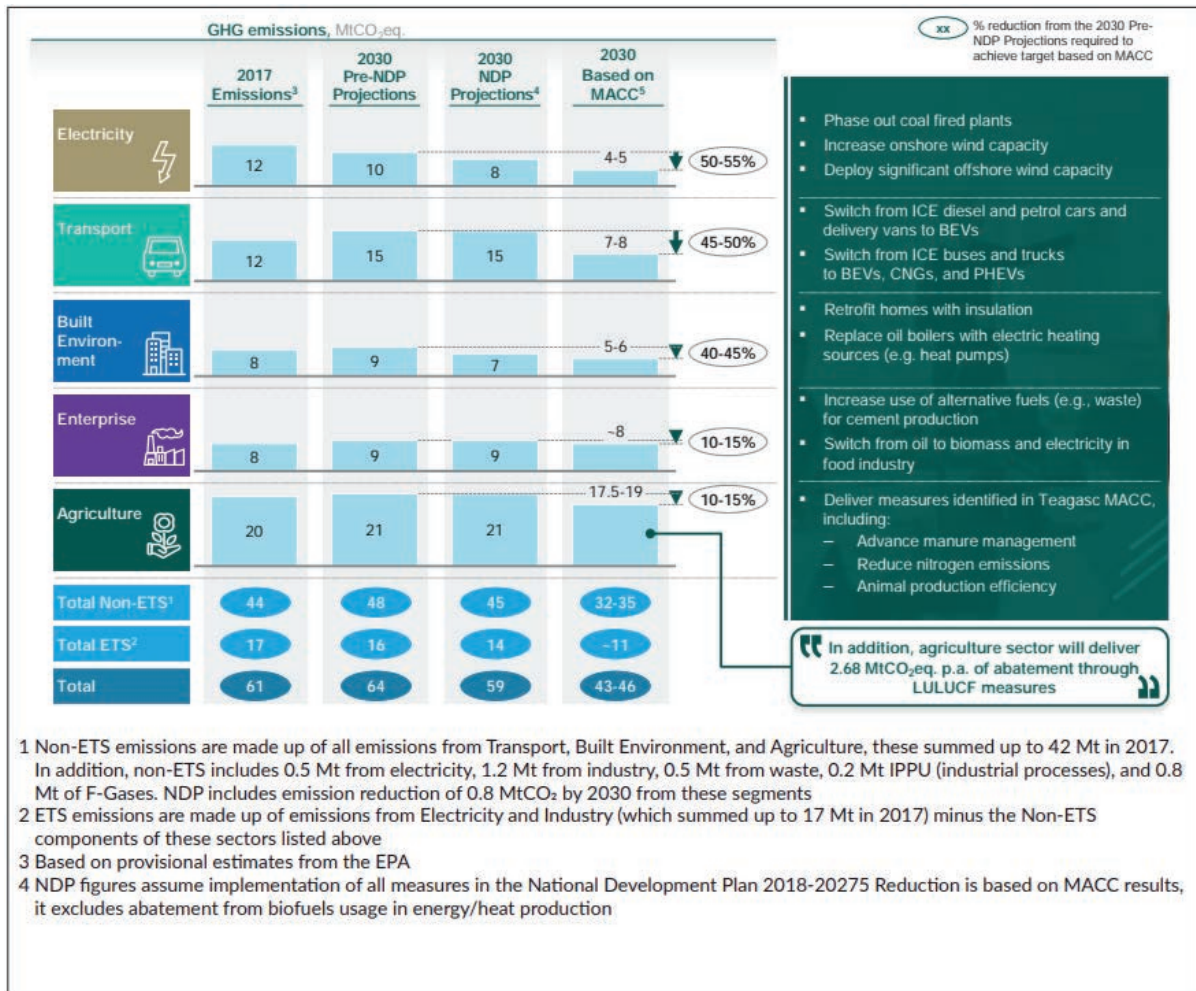 GHG emissions, MtCO₂eq.
xx
% reduction from the 2030 Pre-
NDP Projections required to
achieve target based on MACC
2017
Emissions³
2030
Pre-NDP
Projections
2030
NDP
Projections⁴
2030
Based on
MACC⁵
Electricity
12
10
8
4-5
50-55%
Phase out coal fired plants
Increase onshore wind capacity
Deploy significant offshore wind capacity
Transport
12
15
15
7-8
45-50%
Switch from ICE diesel and petrol cars and
delivery vans to BEVs
Switch from ICE buses and trucks
to BEVs, CNGs, and PHEVs
Built
Environ-
ment
8
9
7
5-6
40-45%
Retrofit homes with insulation
Replace oil boilers with electric heating
sources (e.g. heat pumps)
Enterprise
8
9
9
~8
10-15%
Increase use of alternative fuels (e.g., waste)
for cement production
Switch from oil to biomass and electricity in
food industry
Agriculture
20
21
21
17.5-19
10-15%
Deliver measures identified in Teagasc MACC,
including:
– Advance manure management
– Reduce nitrogen emissions
– Animal production efficiency
Total Non-ETS¹
44
48
45
32-35
Total ETS²
17
16
14
~11
Total
61
64
59
43-46
In addition, agriculture sector will deliver
2.68 MtCO₂eq. p.a. of abatement through
LULUCF measures
1 Non-ETS emissions are made up of all emissions from Transport, Built Environment, and Agriculture, these summed up to 42 Mt in 2017.
In addition, non-ETS includes 0.5 Mt from electricity, 1.2 Mt from industry, 0.5 Mt from waste, 0.2 Mt IPPU (industrial processes), and 0.8
Mt of F-Gases. NDP includes emission reduction of 0.8 MtCO₂ by 2030 from these segments
2 ETS emissions are made up of emissions from Electricity and Industry (which summed up to 17 Mt in 2017) minus the Non-ETS
components of these sectors listed above
3 Based on provisional estimates from the EPA
4 NDP figures assume implementation of all measures in the National Development Plan 2018-20275 Reduction is based on MACC results,
it excludes abatement from biofuels usage in energy/heat production